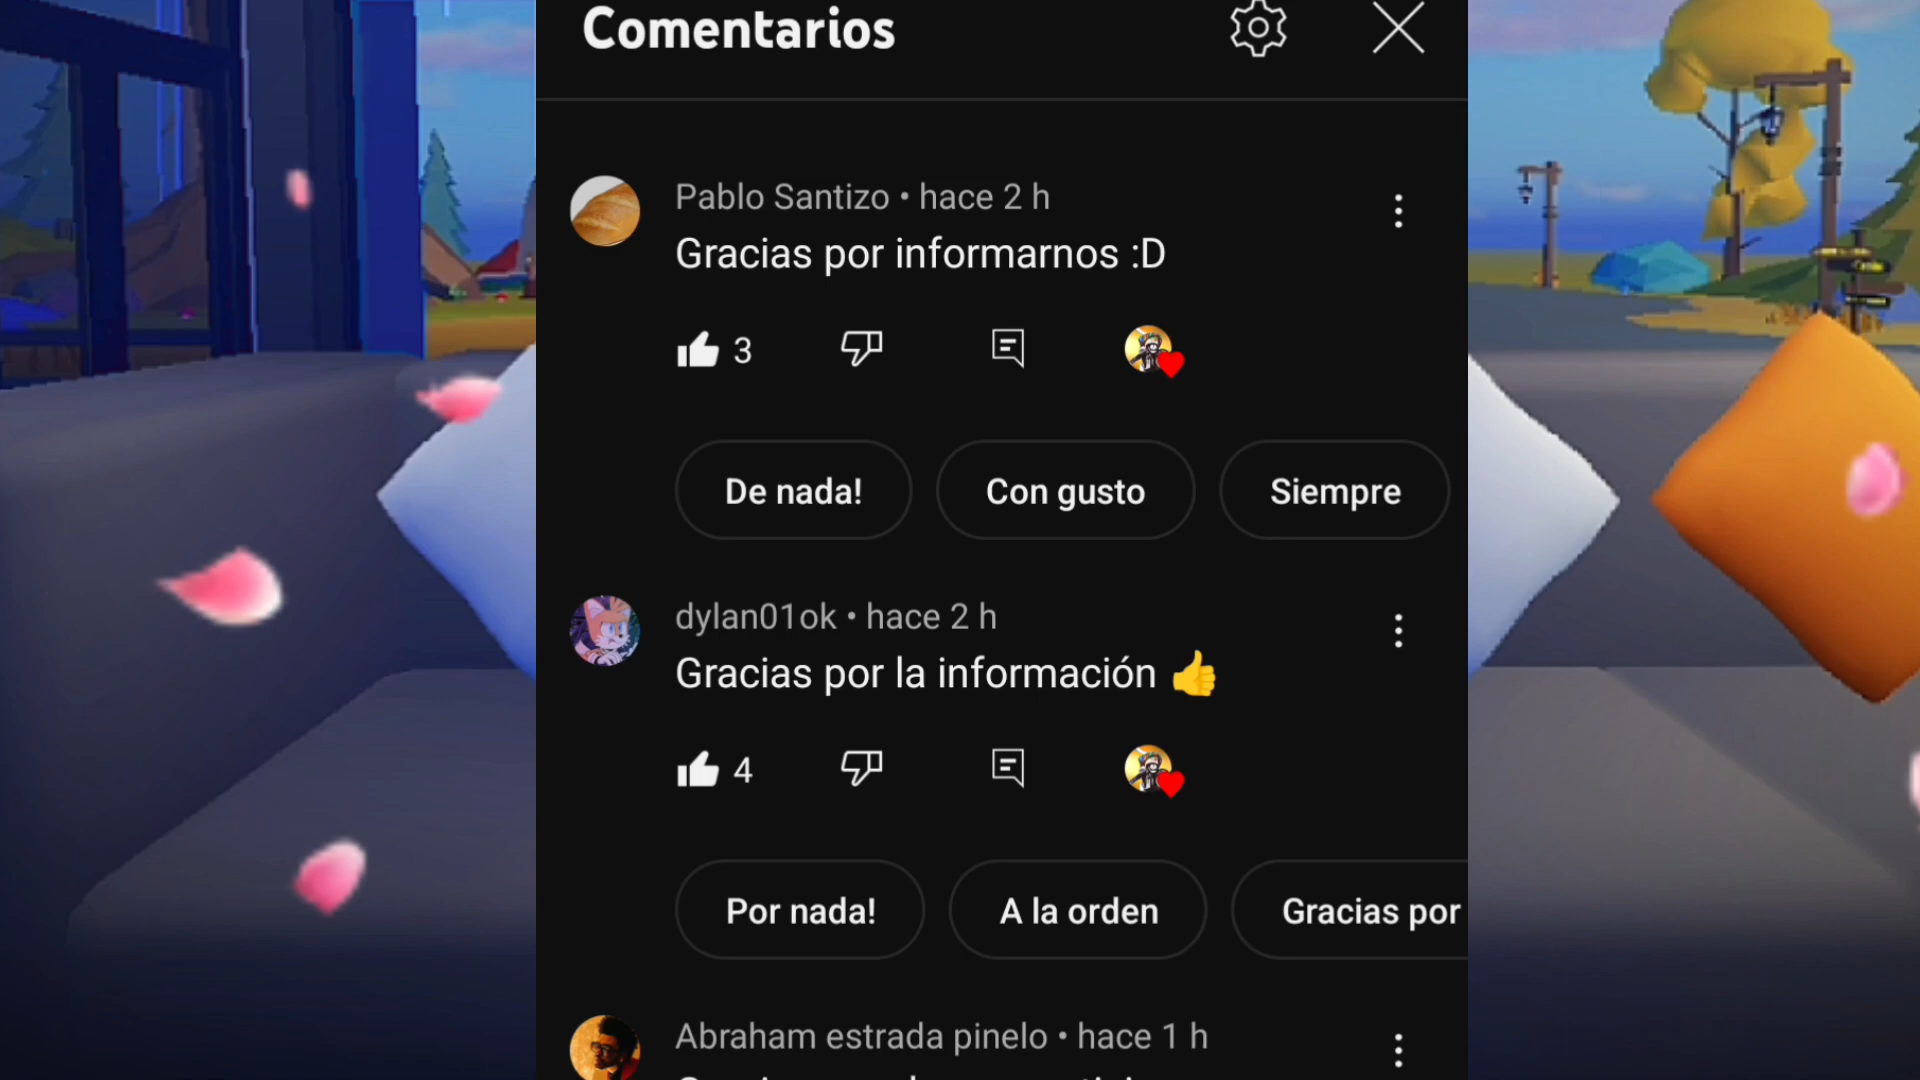 Comentarios
Pablo Santizo • hace 2 h
Gracias por informarnos :D
3
De nada! Con gusto Siempre
dylan01ok • hace 2 h
Gracias por la información 👍
4
Por nada! A la orden Gracias por
Abraham estrada pinelo • hace 1 h